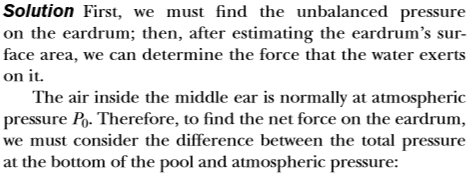 Solution First, we must find the unbalanced pressure
on the eardrum; then, after estimating the eardrum's sur-
face area, we can determine the force that the water exerts
on it.
The air inside the middle ear is normally at atmospheric
pressure P₀. Therefore, to find the net force on the eardrum,
we must consider the difference between the total pressure
at the bottom of the pool and atmospheric pressure: